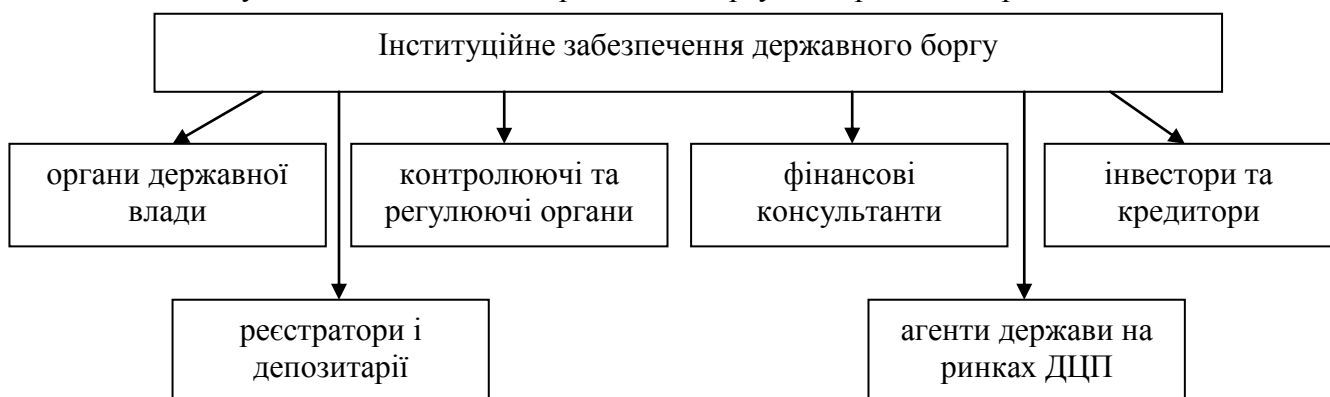 Інституційне забезпечення державного боргу
органи державної
влади
контролюючі та
регулюючі органи
фінансові
консультанти
інвестори та
кредитори
реєстратори і
депозитарії
агенти держави на
ринках ДЦП